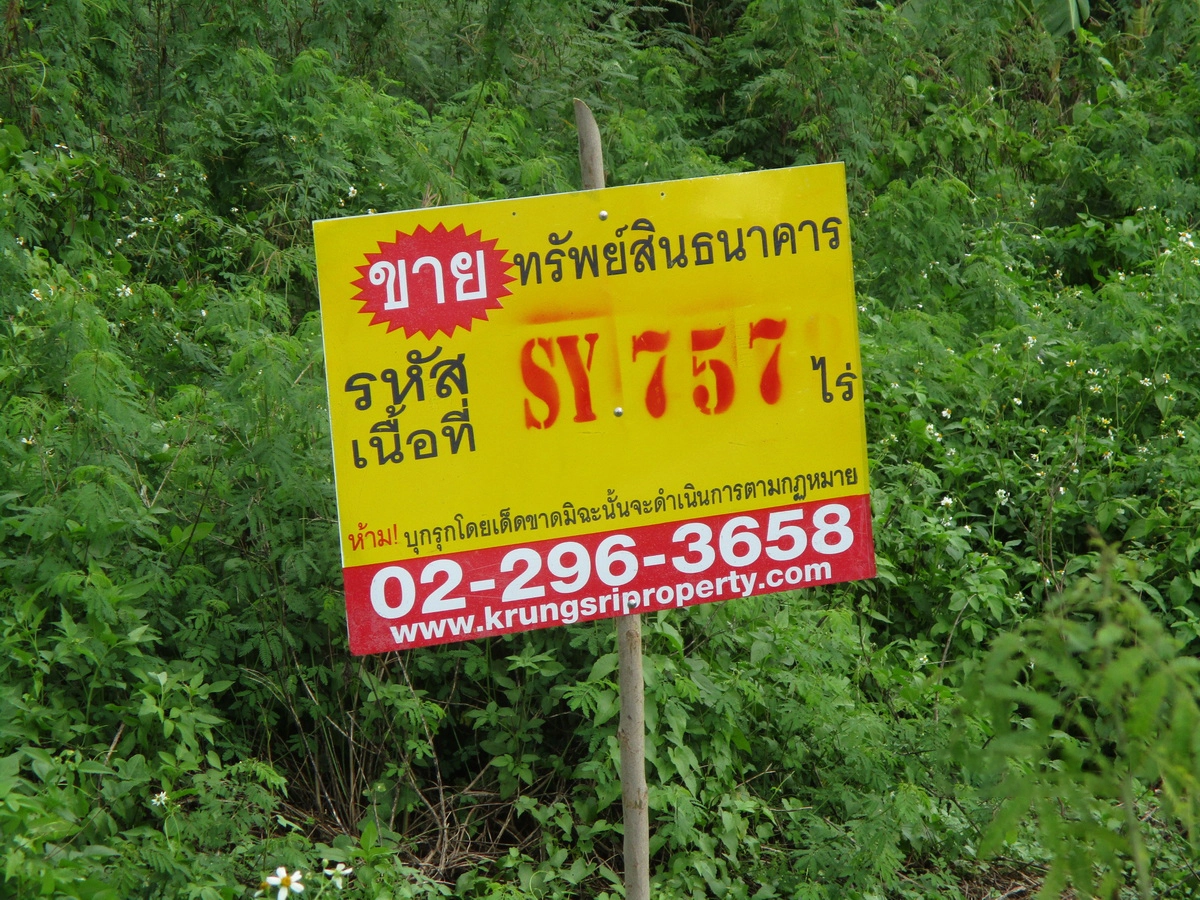 ขาย ทรัพย์สินธนาคาร
รหัส SY 757
เนื้อที่ ไร่
ห้าม! บุกรุกโดยเด็ดขาดมิฉะนั้นจะดำเนินการตามกฎหมาย
02-296-3658
www.krungsriproperty.com